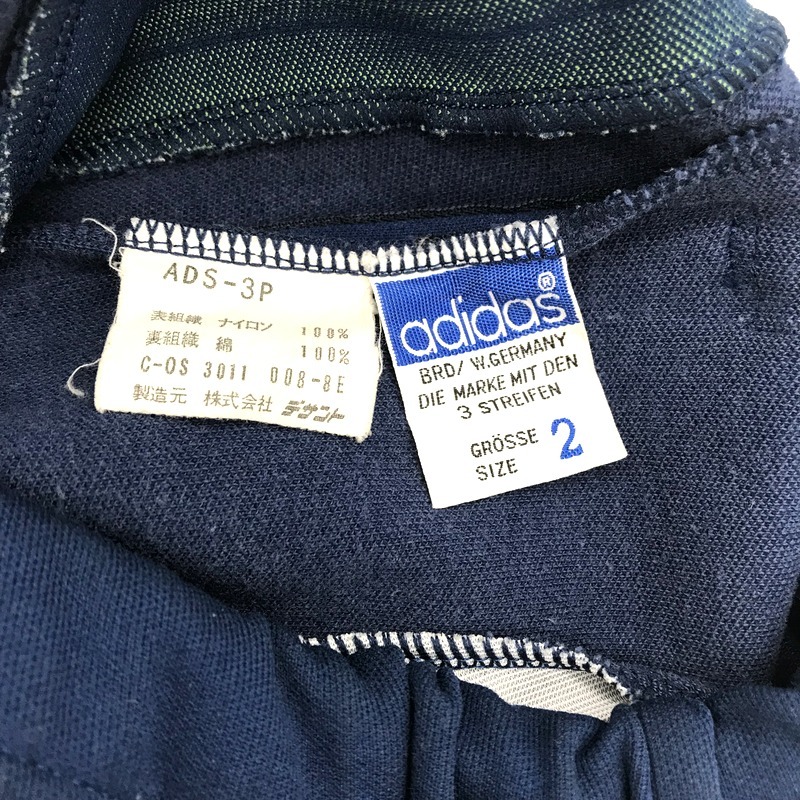 ADS-3P
表組織 ナイロン 100%
裏組織 綿 100%
C-OS 3011 008-8E
製造元 株式会社 デサント
adidas®
BRD/ W.GERMANY
DIE MARKE MIT DEN
3 STREIFEN
GRÖSSE
SIZE 2